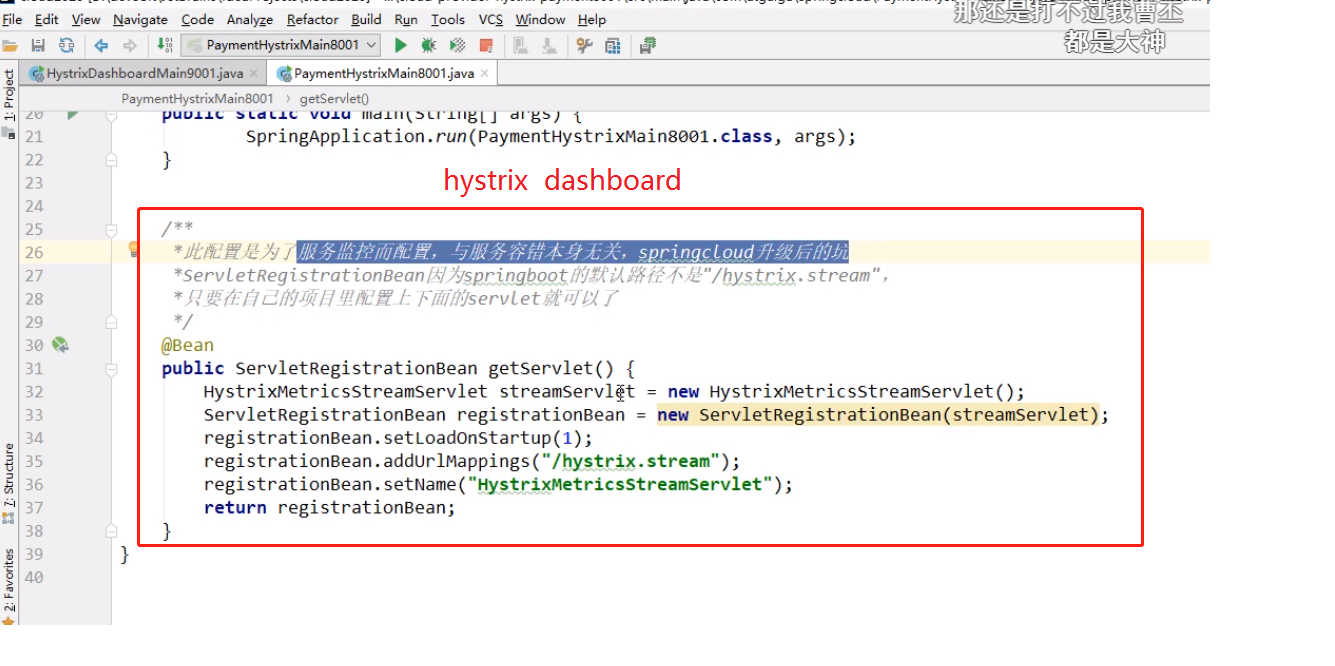 那还是打不过我曹丕
File Edit View Navigate Code Analyze Refactor Build Run Tools VCS Window Help
都是大神
PaymentHystrixMain8001
HystrixDashboardMain9001.java
PaymentHystrixMain8001.java
1: Project
PaymentHystrixMain8001 › getServlet()
20 public static void main(String[] args) {
21 SpringApplication.run(PaymentHystrixMain8001.class, args);
22 }
hystrix dashboard
23
24
25 /**
26 *此配置是为了服务监控而配置，与服务容错本身无关，springcloud升级后的坑
27 *ServletRegistrationBean因为springboot的默认路径不是"/hystrix.stream"，
28 *只要在自己的项目里配置上下面的servlet就可以了
29 */
30 @Bean
31 public ServletRegistrationBean getServlet() {
32 HystrixMetricsStreamServlet streamServlet = new HystrixMetricsStreamServlet();
33 ServletRegistrationBean registrationBean = new ServletRegistrationBean(streamServlet);
34 registrationBean.setLoadOnStartup(1);
35 registrationBean.addUrlMappings("/hystrix.stream");
36 registrationBean.setName("HystrixMetricsStreamServlet");
37 return registrationBean;
38 }
39 }
40
7: Structure
2: Favorites